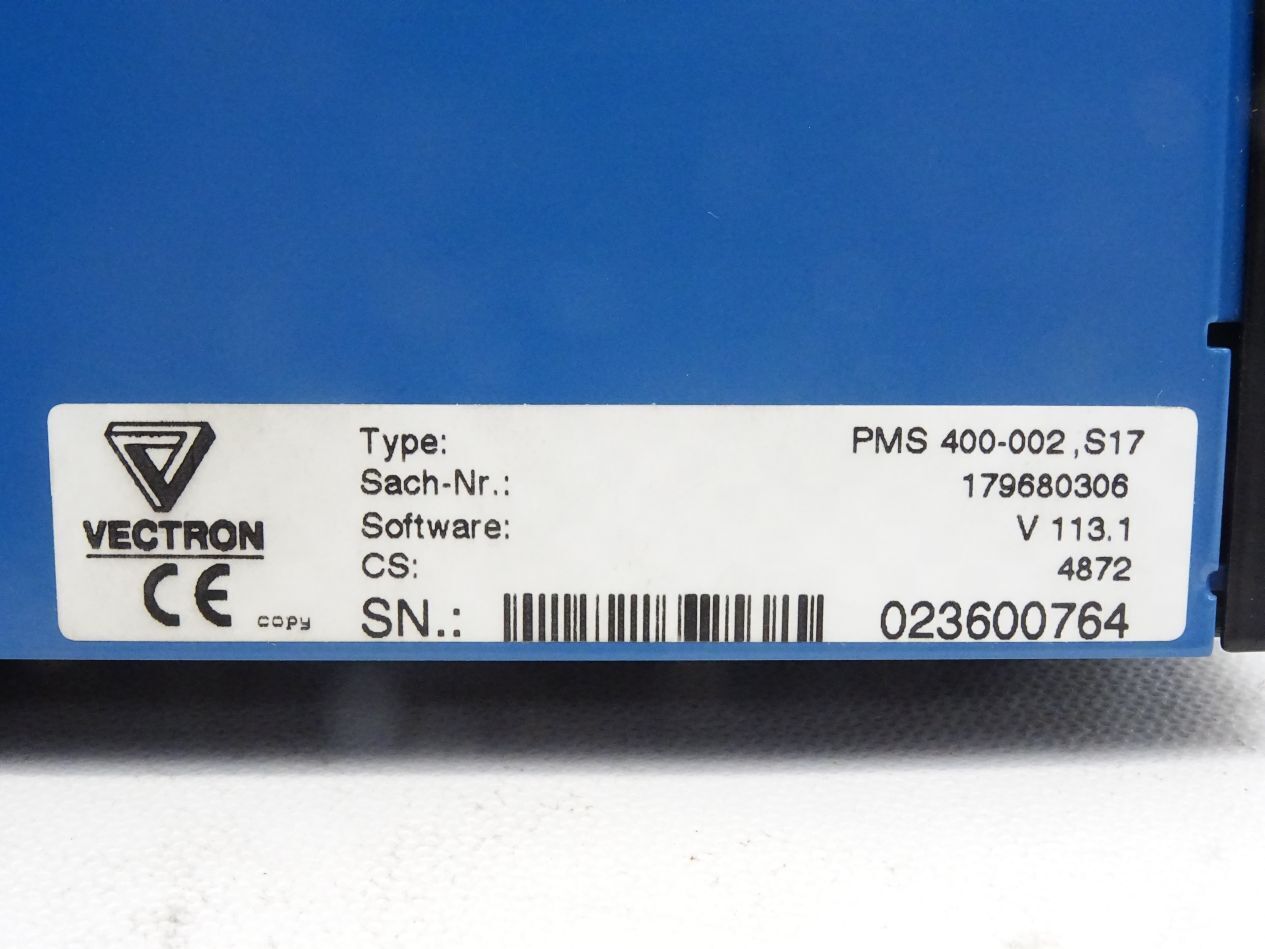 VECTRON
CE
copy
Type: PMS 400-002,S17
Sach-Nr.: 179680306
Software: V 113.1
CS: 4872
SN.: 023600764